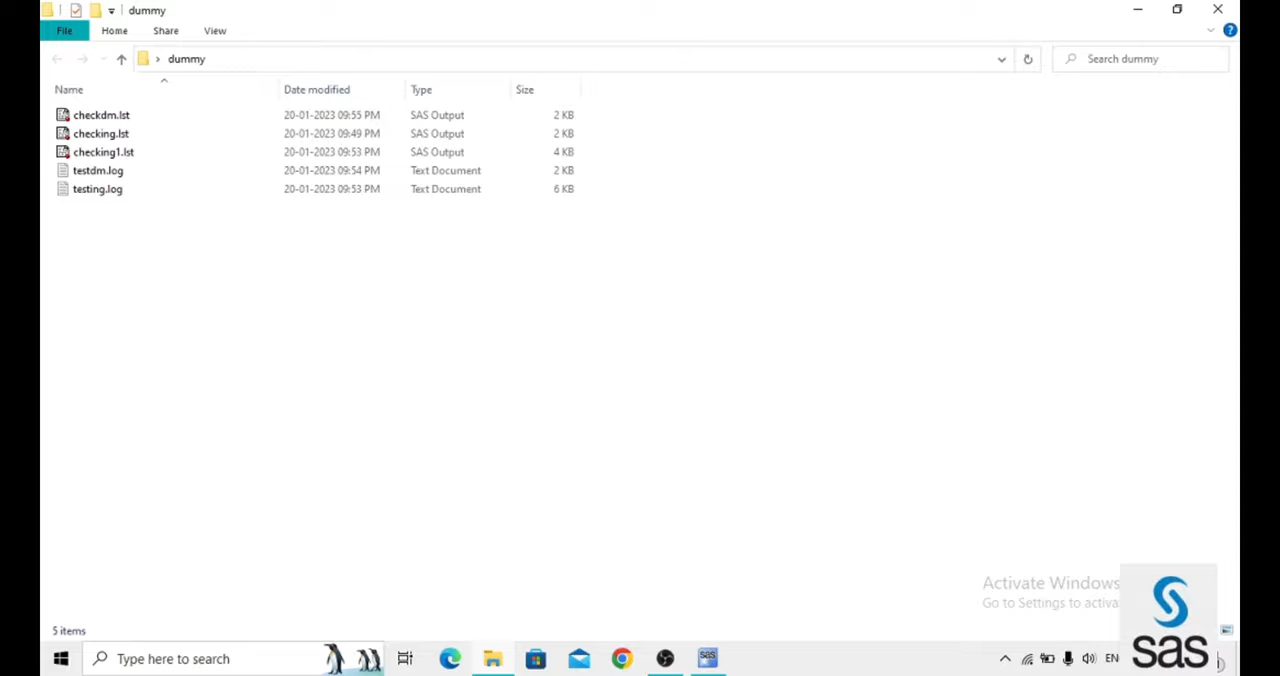 dummy
File Home Share View
dummy
Search dummy
Name Date modified Type Size
checkdm.lst 20-01-2023 09:55 PM SAS Output 2 KB
checking.lst 20-01-2023 09:49 PM SAS Output 2 KB
checking1.lst 20-01-2023 09:53 PM SAS Output 4 KB
testdm.log 20-01-2023 09:54 PM Text Document 2 KB
testing.log 20-01-2023 09:53 PM Text Document 6 KB
Activate Windows
Go to Settings to activa
5 items
Type here to search
sas
EN
sas